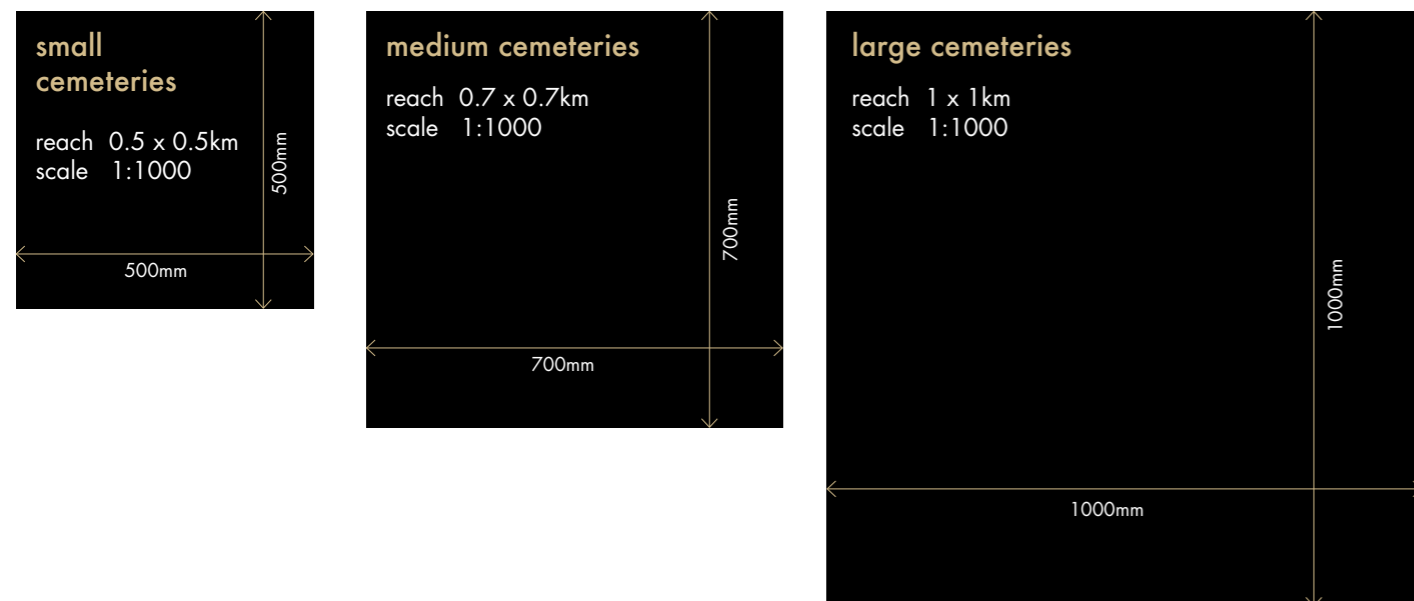 small
cemeteries
reach 0.5 x 0.5km
scale 1:1000
500mm
500mm
medium cemeteries
reach 0.7 x 0.7km
scale 1:1000
700mm
700mm
large cemeteries
reach 1 x 1km
scale 1:1000
1000mm
1000mm